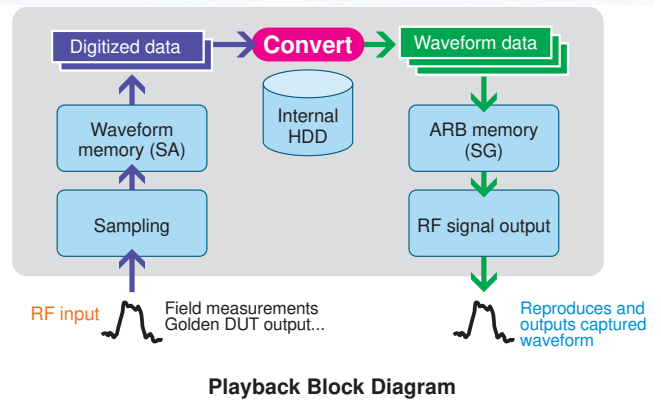 Digitized data
Convert
Waveform data
Internal
HDD
Waveform
memory (SA)
ARB memory
(SG)
Sampling
RF signal output
RF input
Field measurements
Golden DUT output...
Reproduces and
outputs captured
waveform
Playback Block Diagram